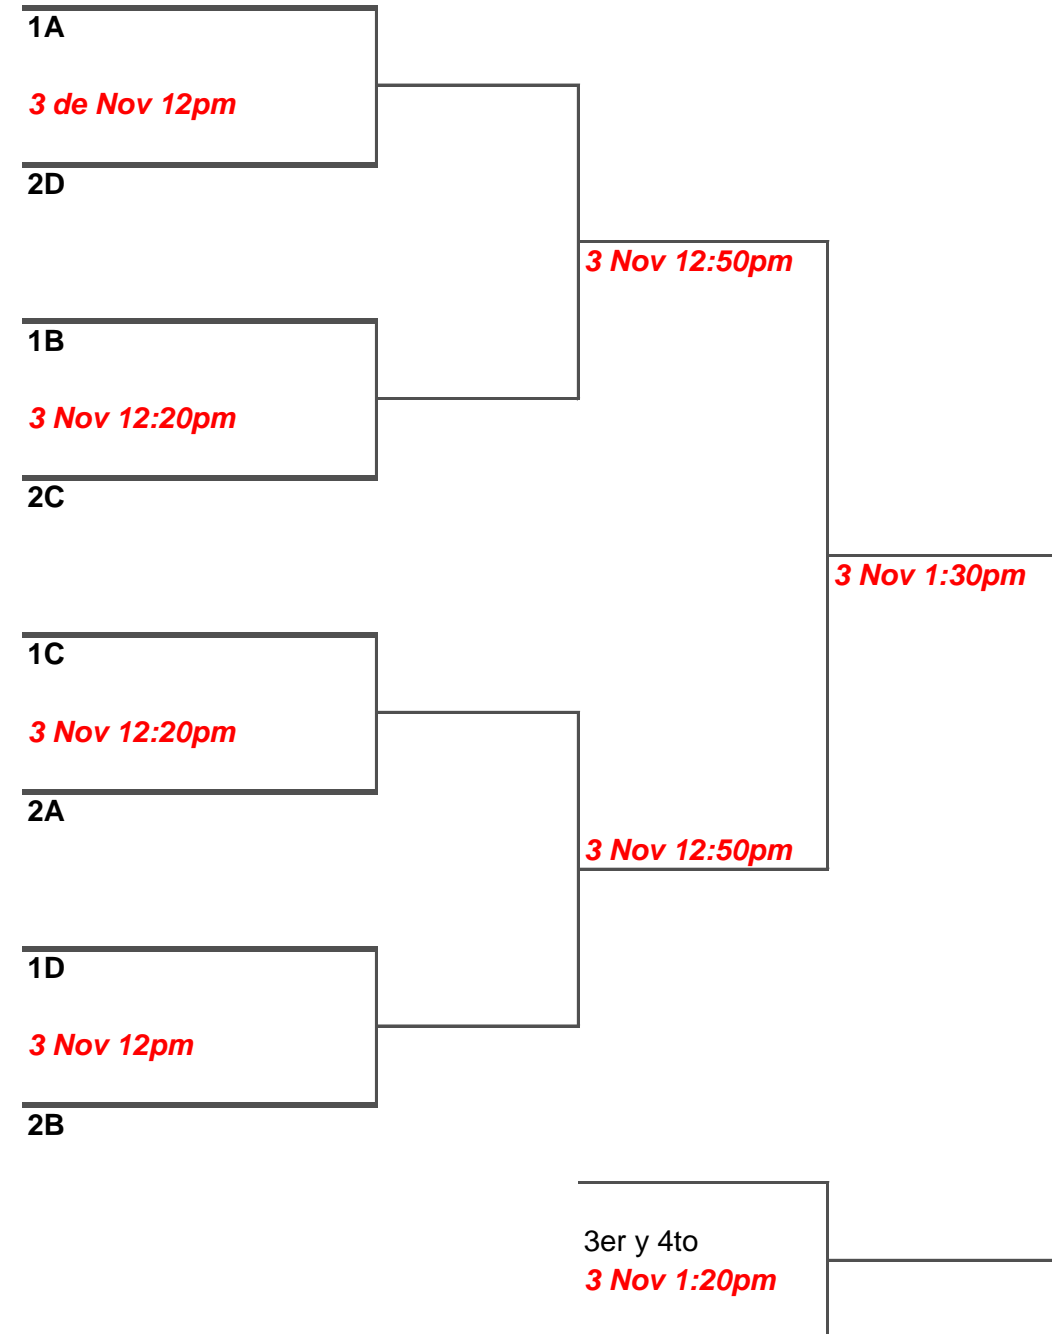 1A
3 de Nov 12pm
2D
3 Nov 12:50pm
1B
3 Nov 12:20pm
2C
3 Nov 1:30pm
1C
3 Nov 12:20pm
2A
3 Nov 12:50pm
1D
3 Nov 12pm
2B
3er y 4to
3 Nov 1:20pm